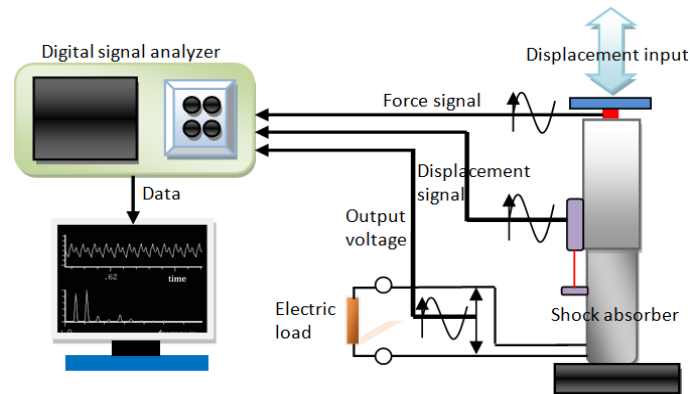 Digital signal analyzer
Displacement input
Force signal
Displacement
signal
Data
Output
voltage
.62
time
Electric
load
Shock absorber